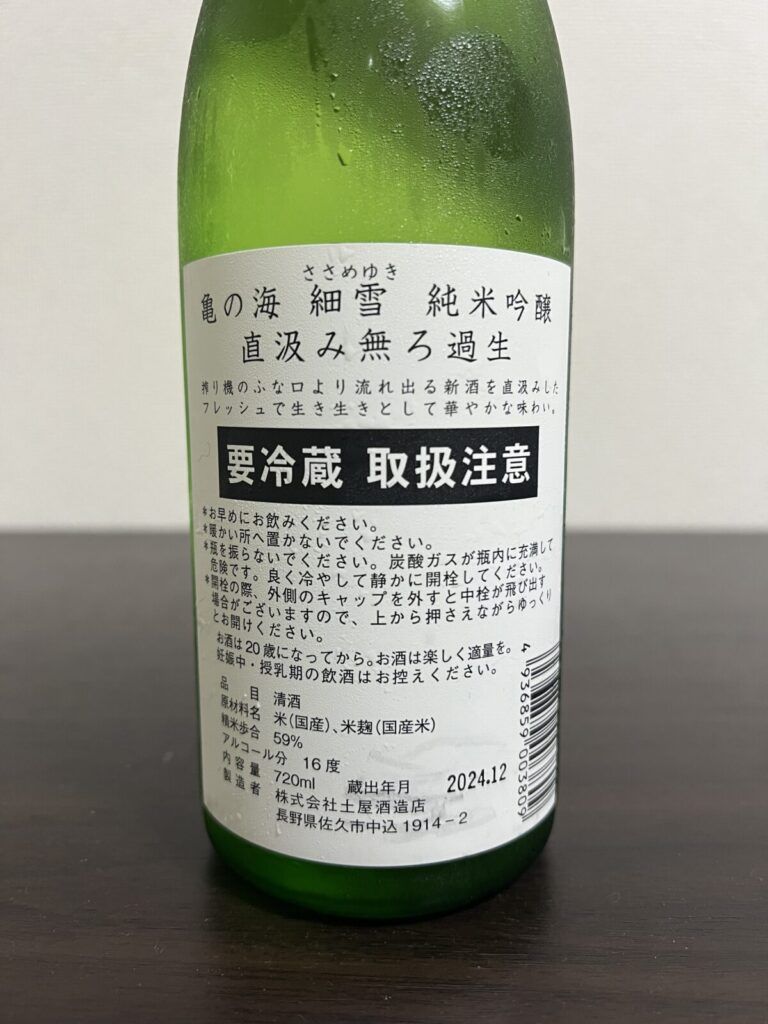 ささめゆき
亀の海 細雪 純米吟醸
直汲み無ろ過生
搾り機のふな口より流れ出る新酒を直汲みした
フレッシュで生き生きとして華やかな味わい。
要冷蔵 取扱注意
*お早めにお飲みください。
*暖かい所へ置かないでください。
*瓶を振らないでください。炭酸ガスが瓶内に充満して
危険です。良く冷やして静かに開栓してください。
*開栓の際、外側のキャップを外すと中栓が飛び出す
場合がございますので、上から押さえながらゆっくり
とお開けください。
お酒は20歳になってから。お酒は楽しく適量を。
妊娠中・授乳期の飲酒はお控えください。
品目 清酒
原材料名 米(国産)、米麹(国産米)
精米歩合 59%
アルコール分 16度
内容量 720ml 蔵出年月 2024.12
製造者 株式会社土屋酒造店
長野県佐久市中込1914-2
4 936859 003809